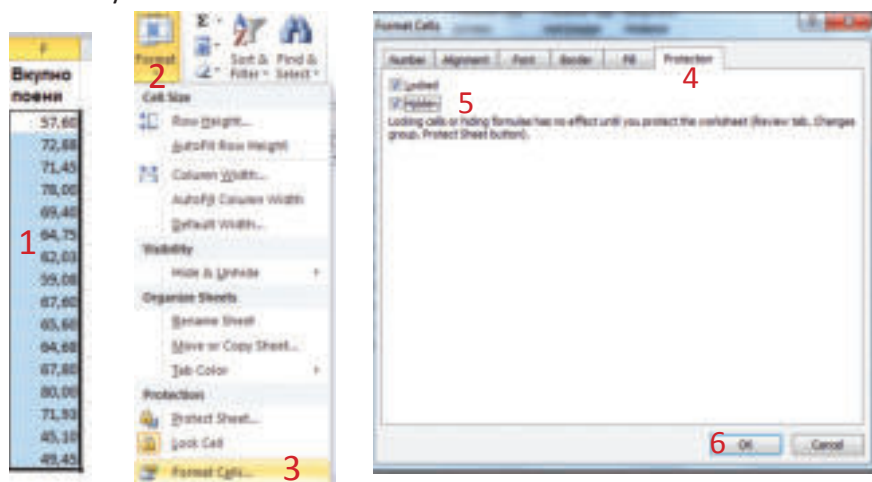 F
Вкупно
поени
57,60
72,88
71,45
78,00
69,40
64,75
62,03
59,08
67,60
65,60
64,60
67,80
80,00
71,93
45,10
49,45
1
Format
Sort &
Filter
Find &
Select
2
Cell Size
Row Height...
AutoFit Row Height
Column Width...
AutoFit Column Width
Default Width...
Visibility
Hide & Unhide
Organize Sheets
Rename Sheet
Move or Copy Sheet...
Tab Color
Protection
Protect Sheet...
Lock Cell
Format Cells...
3
Format Cells
Number Alignment Font Border Fill Protection
4
Locked
Hidden
5
Locking cells or hiding formulas has no effect until you protect the worksheet (Review tab, Changes
group, Protect Sheet button).
6
OK Cancel